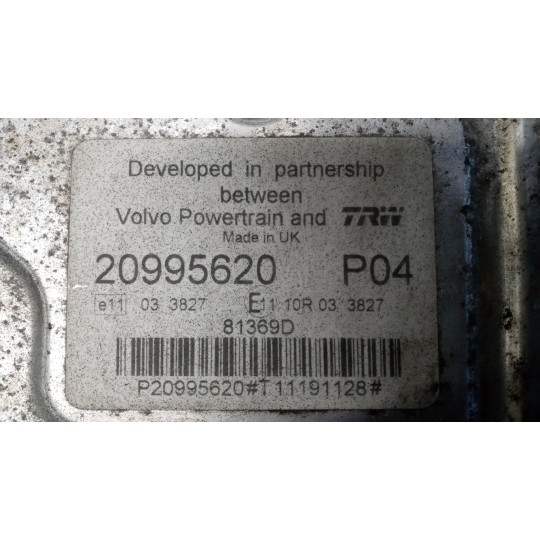 Developed in partnership
between
Volvo Powertrain and TRW
Made in UK
20995620 P04
e11 03 3827 E11 10R 03 3827
81369D
P20995620#T11191128#